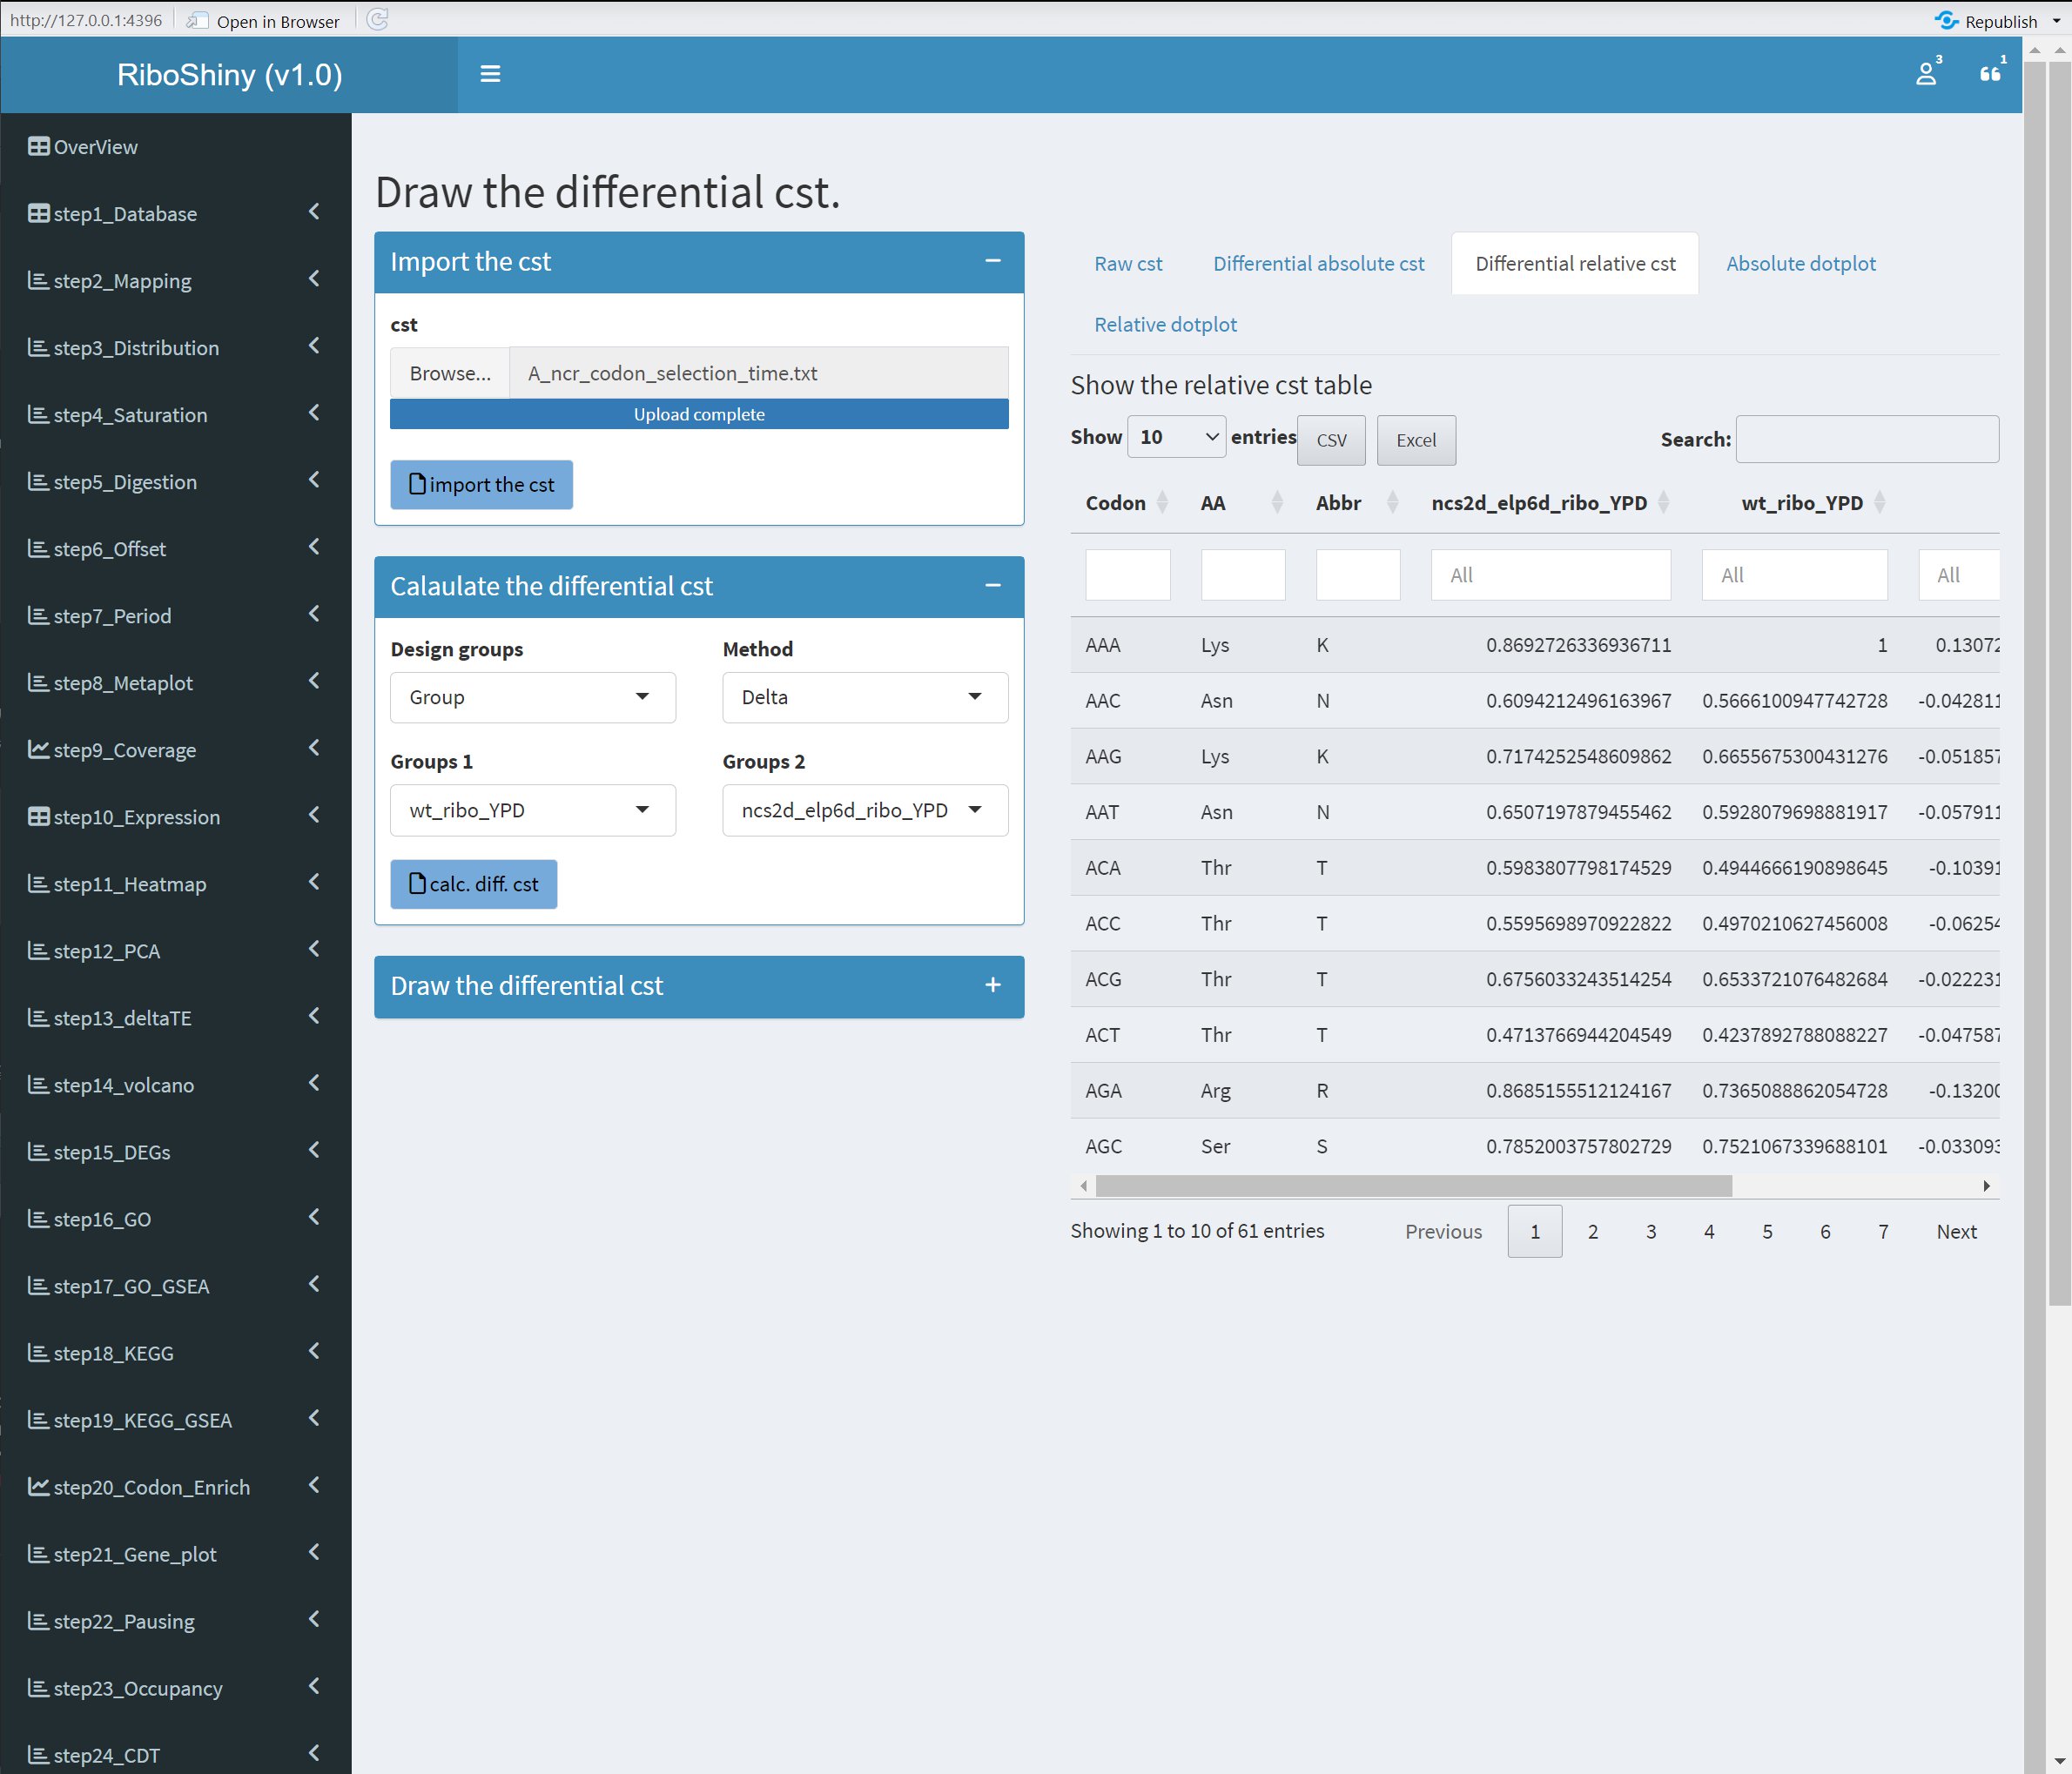 http://127.0.0.1:4396 Open in Browser Republish
RiboShiny (v1.0) 3 1
OverView
step1_Database
step2_Mapping
step3_Distribution
step4_Saturation
step5_Digestion
step6_Offset
step7_Period
step8_Metaplot
step9_Coverage
step10_Expression
step11_Heatmap
step12_PCA
step13_deltaTE
step14_volcano
step15_DEGs
step16_GO
step17_GO_GSEA
step18_KEGG
step19_KEGG_GSEA
step20_Codon_Enrich
step21_Gene_plot
step22_Pausing
step23_Occupancy
step24_CDT
Draw the differential cst.
Import the cst
cst
Browse... A_ncr_codon_selection_time.txt
Upload complete
import the cst
Calaulate the differential cst
Design groups Method
Group Delta
Groups 1 Groups 2
wt_ribo_YPD ncs2d_elp6d_ribo_YPD
calc. diff. cst
Draw the differential cst
Raw cst Differential absolute cst Differential relative cst Absolute dotplot
Relative dotplot
Show the relative cst table
Show 10 entries CSV Excel Search:
Codon AA Abbr ncs2d_elp6d_ribo_YPD wt_ribo_YPD
All All All
AAA Lys K 0.8692726336936711 1 0.13072
AAC Asn N 0.6094212496163967 0.5666100947742728 -0.042811
AAG Lys K 0.7174252548609862 0.6655675300431276 -0.051857
AAT Asn N 0.6507197879455462 0.5928079698881917 -0.057911
ACA Thr T 0.5983807798174529 0.4944666190898645 -0.10391
ACC Thr T 0.5595698970922822 0.4970210627456008 -0.06254
ACG Thr T 0.6756033243514254 0.6533721076482684 -0.022231
ACT Thr T 0.4713766944204549 0.4237892788088227 -0.047587
AGA Arg R 0.8685155512124167 0.7365088862054728 -0.13200
AGC Ser S 0.7852003757802729 0.7521067339688101 -0.033093
Showing 1 to 10 of 61 entries Previous 1 2 3 4 5 6 7 Next